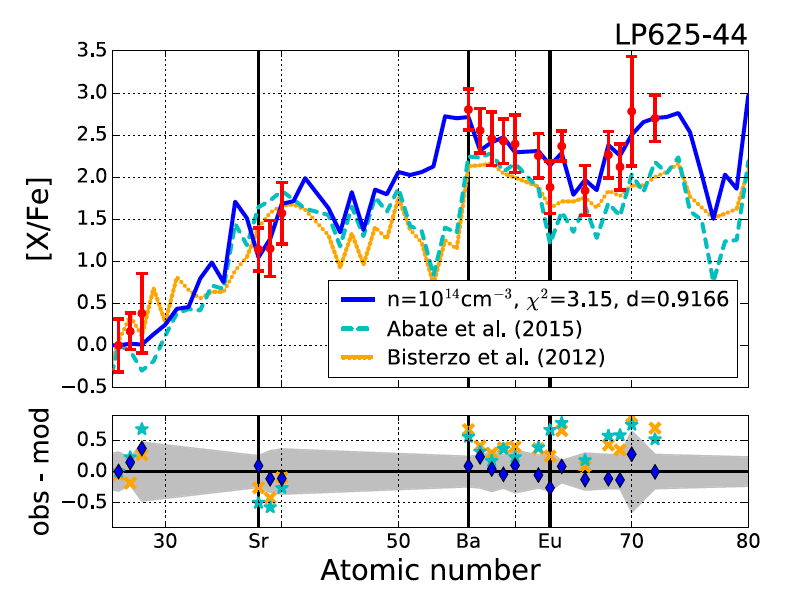 LP625-44
3.5
3.0
2.5
2.0
1.5
1.0
0.5
0.0
−0.5
[X/Fe]
n=10¹⁴cm⁻³, χ²=3.15, d=0.9166
Abate et al. (2015)
Bisterzo et al. (2012)
0.5
0.0
−0.5
obs - mod
30 Sr 50 Ba Eu 70 80
Atomic number